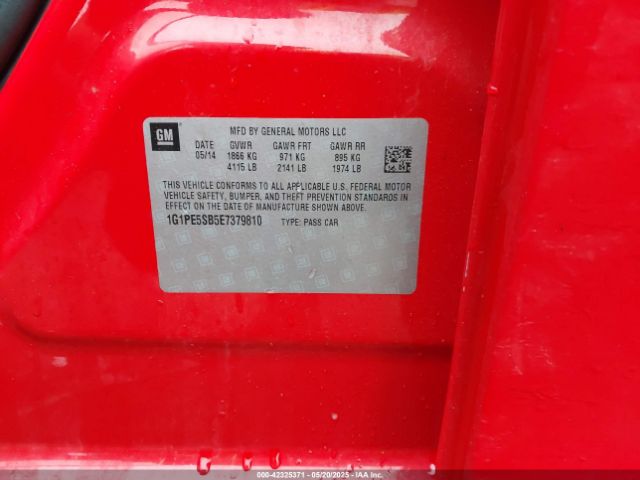 GM
MFD BY GENERAL MOTORS LLC
DATE GVWR GAWR FRT GAWR RR
05/14 1866 KG 971 KG 895 KG
4115 LB 2141 LB 1974 LB
THIS VEHICLE CONFORMS TO ALL APPLICABLE U.S. FEDERAL MOTOR
VEHICLE SAFETY, BUMPER, AND THEFT PREVENTION STANDARDS IN
EFFECT ON THE DATE OF MANUFACTURE SHOWN ABOVE.
1G1PE5SB5E7379810 TYPE: PASS CAR
000-42325371 - 05/20/2025 - IAA, Inc.